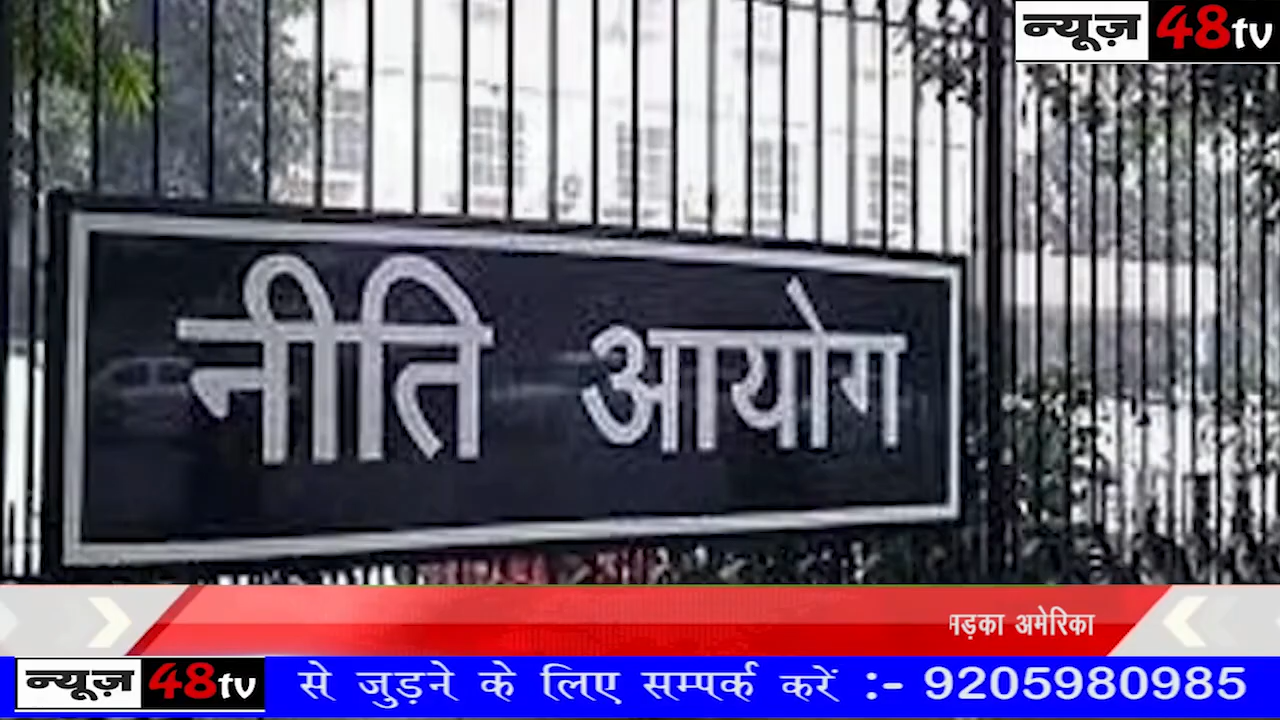 न्यूज़ 48tv
नीति आयोग
अमेरिका
न्यूज़ 48tv से जुड़ने के लिए सम्पर्क करें :- 9205980985